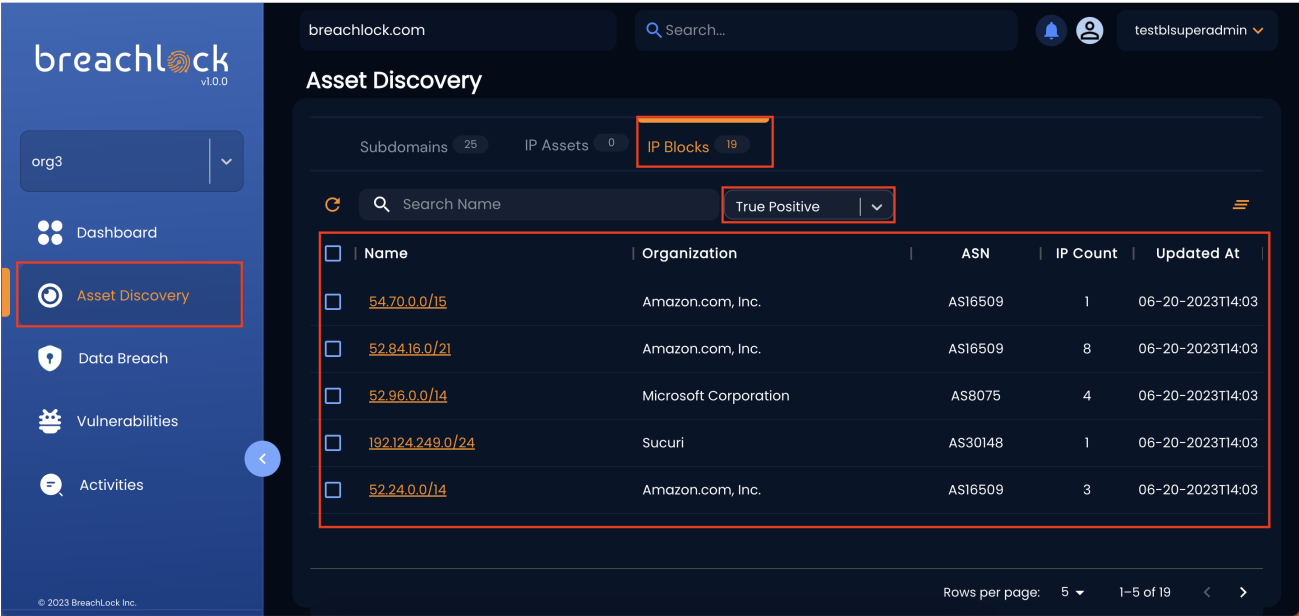 breachlock
v1.0.0
breachlock.com
Search...
testblsuperadmin
org3
Dashboard
Asset Discovery
Data Breach
Vulnerabilities
Activities
© 2023 BreachLock Inc.
Asset Discovery
Subdomains 25 IP Assets 0 IP Blocks 19
Search Name True Positive
Name Organization ASN IP Count Updated At
54.70.0.0/15 Amazon.com, Inc. AS16509 1 06-20-2023T14:03
52.84.16.0/21 Amazon.com, Inc. AS16509 8 06-20-2023T14:03
52.96.0.0/14 Microsoft Corporation AS8075 4 06-20-2023T14:03
192.124.249.0/24 Sucuri AS30148 1 06-20-2023T14:03
52.24.0.0/14 Amazon.com, Inc. AS16509 3 06-20-2023T14:03
Rows per page: 5 1–5 of 19